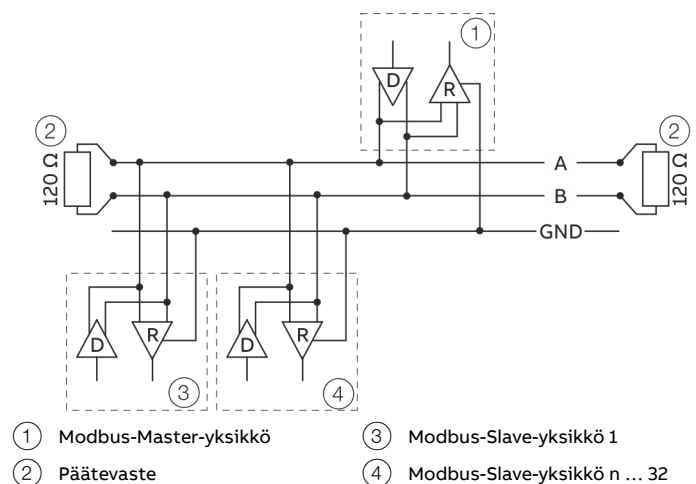 1
D
R
2
2
120 Ω
120 Ω
A
B
GND
D
R
D
R
3
4
1 Modbus-Master-yksikkö
3 Modbus-Slave-yksikkö 1
2 Päätevaste
4 Modbus-Slave-yksikkö n … 32